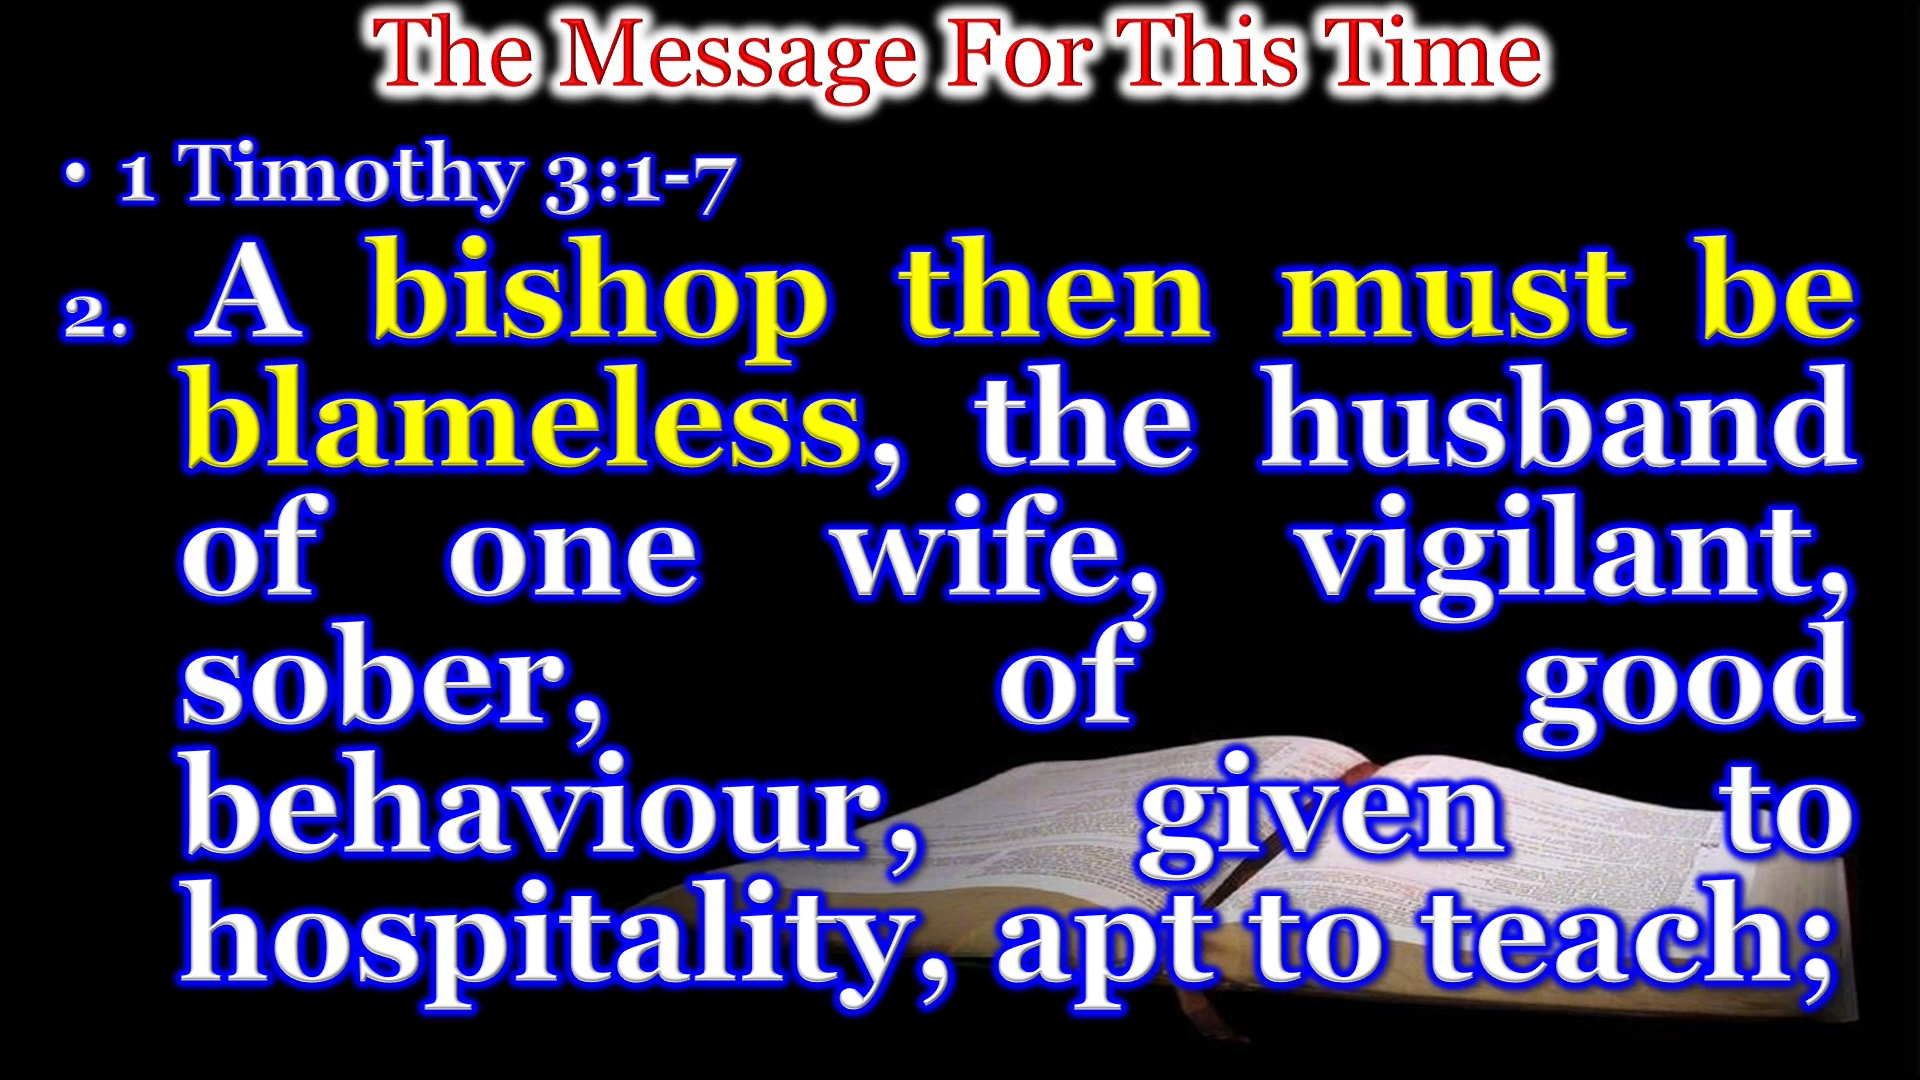 The Message For This Time
• 1 Timothy 3:1-7
2. A bishop then must be
blameless, the husband
of one wife, vigilant,
sober, of good
behaviour, given to
hospitality, apt to teach;